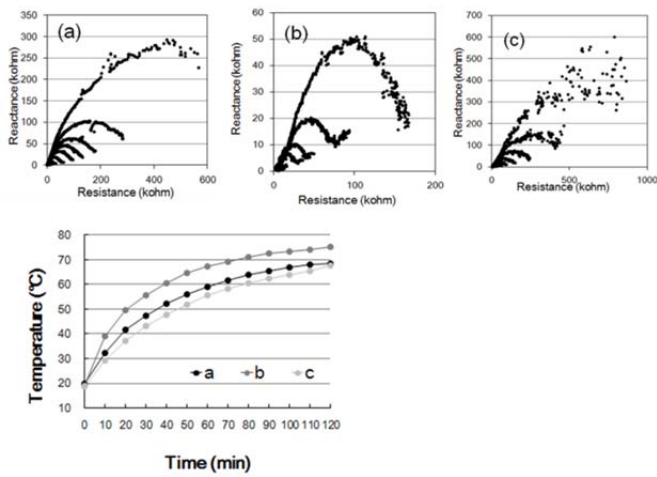 (a)
Reactance (kohm)
350
300
250
200
150
100
50
0
0 200 400 600
Resistance (kohm)
(b)
Reactance (kohm)
60
50
40
30
20
10
0
0 100 200
Resistance (kohm)
(c)
Reactance (kohm)
700
600
500
400
300
200
100
0
0 500 1000
Resistance (kohm)
Temperature (°C)
80
70
60
50
40
30
20
10
a b c
0 10 20 30 40 50 60 70 80 90 100 110 120
Time (min)